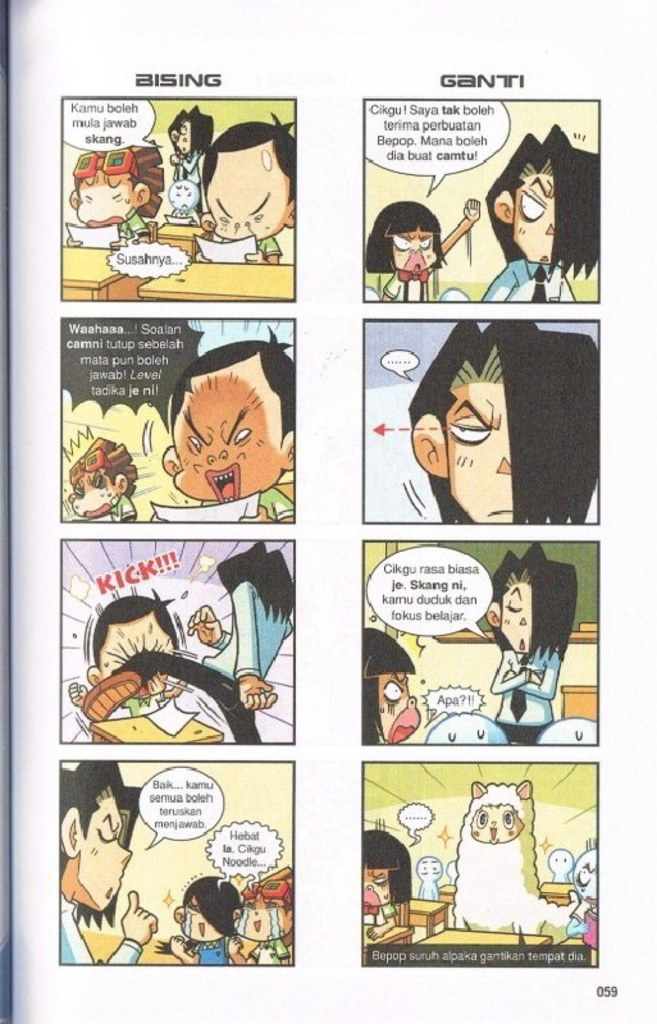 BISING
Kamu boleh
mula jawab
skang.
Susahnya...
Waahaaa...! Soalan
camni tutup sebelah
mata pun boleh
jawab! Level
tadika je ni!
KICK!!!
Baik... kamu
semua boleh
teruskan
menjawab.
Hebat
la, Cikgu
Noodle...
GANTI
Cikgu! Saya tak boleh
terima perbuatan
Bepop. Mana boleh
dia buat camtu!
......
Cikgu rasa biasa
je. Skang ni,
kamu duduk dan
fokus belajar.
Apa?!!
......
Bepop suruh alpaka gantikan tempat dia.
059